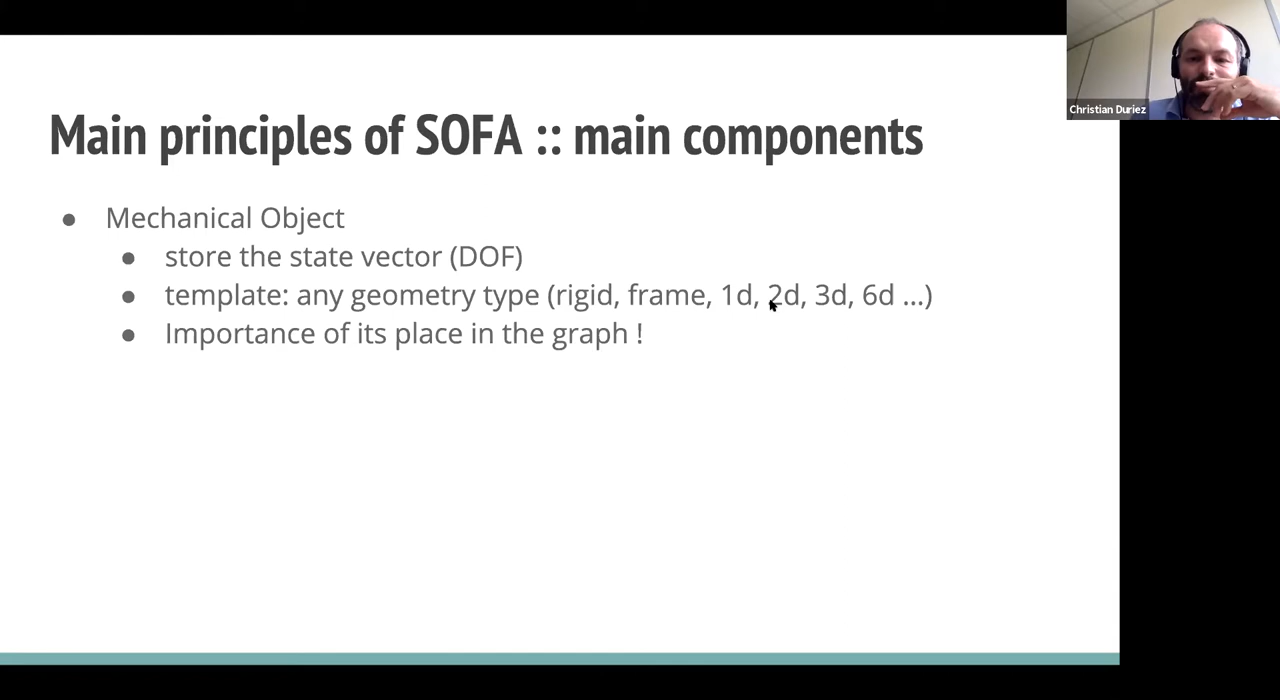 Christian Duriez
Main principles of SOFA :: main components
● Mechanical Object
● store the state vector (DOF)
● template: any geometry type (rigid, frame, 1d, 2d, 3d, 6d ...)
● Importance of its place in the graph !